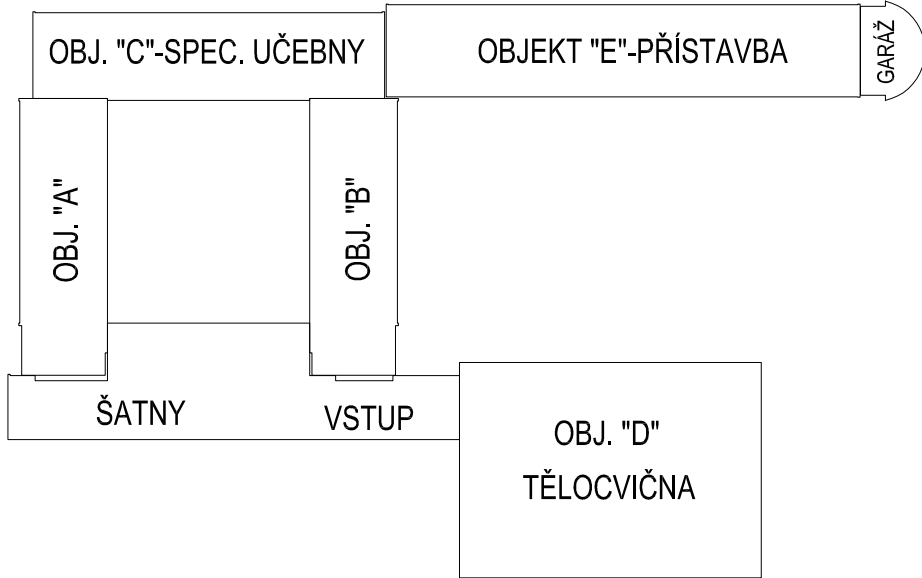 OBJ. "C"-SPEC. UČEBNY
OBJEKT "E"-PŘÍSTAVBA
GARÁŽ
OBJ. "A"
OBJ. "B"
ŠATNY
VSTUP
OBJ. "D"
TĚLOCVIČNA